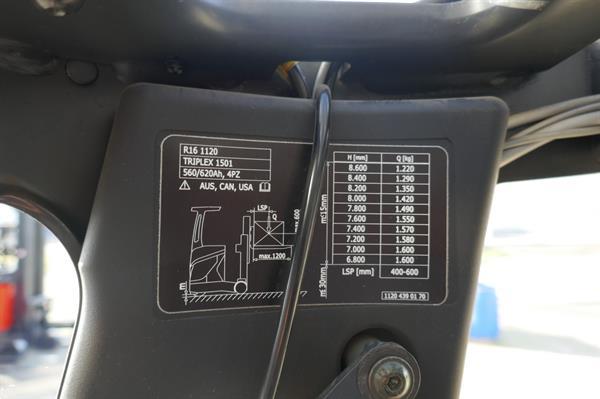 R16 1120
TRIPLEX 1501
560/620Ah, 4PZ
AUS, CAN, USA
LSP
Q
max.600
max.1200
m
m:15mm
m:30mm
H [mm] Q [kg]
8.600 1.220
8.400 1.290
8.200 1.350
8.000 1.420
7.800 1.490
7.600 1.550
7.400 1.570
7.200 1.580
7.000 1.600
6.800 1.600
LSP [mm] 400-600
1120 439 01 70